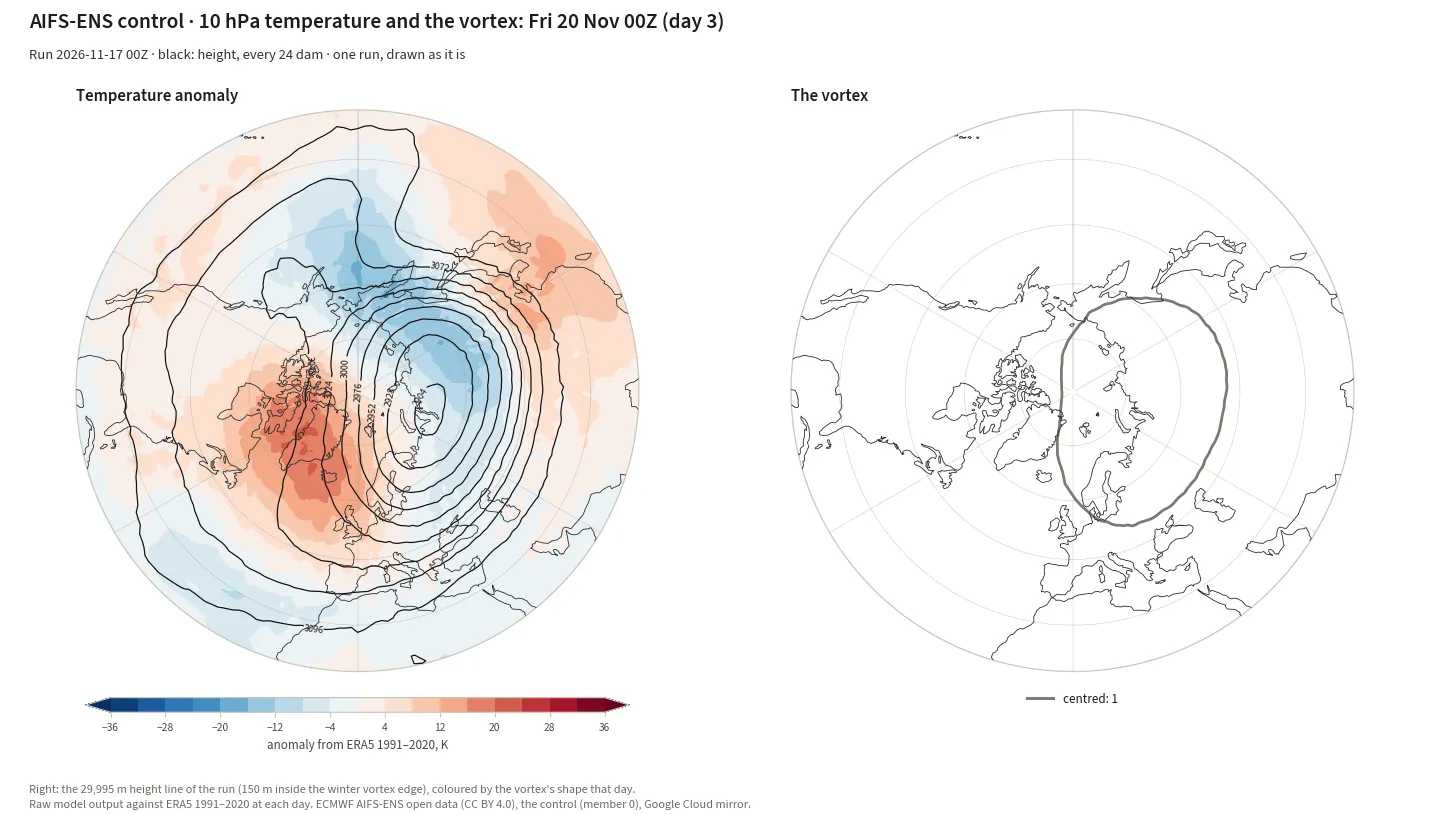 AIFS-ENS control · 10 hPa temperature and the vortex: Fri 20 Nov 00Z (day 3)
Run 2026-11-17 00Z · black: height, every 24 dam · one run, drawn as it is
Temperature anomaly
The vortex
3072
3000
2976
2952
3096
−36 −28 −20 −12 −4 4 12 20 28 36
anomaly from ERA5 1991–2020, K
centred: 1
Right: the 29,995 m height line of the run (150 m inside the winter vortex edge), coloured by the vortex's shape that day.
Raw model output against ERA5 1991–2020 at each day. ECMWF AIFS-ENS open data (CC BY 4.0), the control (member 0), Google Cloud mirror.